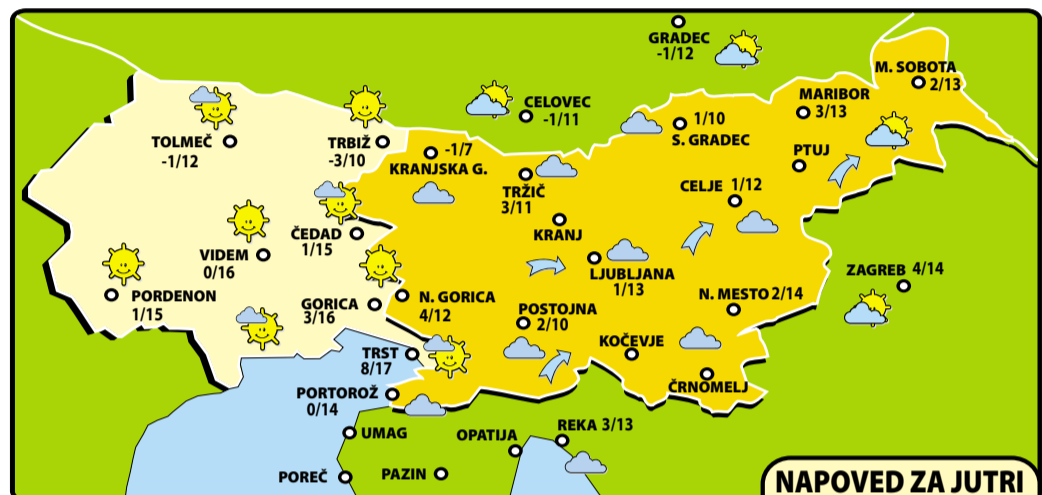 GRADEC
-1/12
M. SOBOTA
2/13
MARIBOR
3/13
CELOVEC
-1/11
1/10
S. GRADEC
TOLMEČ
-1/12
TRBIŽ
-3/10
-1/7
KRANJSKA G.
PTUJ
TRŽIČ
3/11
CELJE 1/12
KRANJ
ČEDAD
1/15
VIDEM
0/16
LJUBLJANA
1/13
ZAGREB 4/14
PORDENON
1/15
GORICA
3/16
N. GORICA
4/12
N. MESTO 2/14
POSTOJNA
2/10
KOČEVJE
TRST
8/17
ČRNOMELJ
PORTOROŽ
0/14
UMAG
OPATIJA
REKA 3/13
POREČ
PAZIN
NAPOVED ZA JUTRI